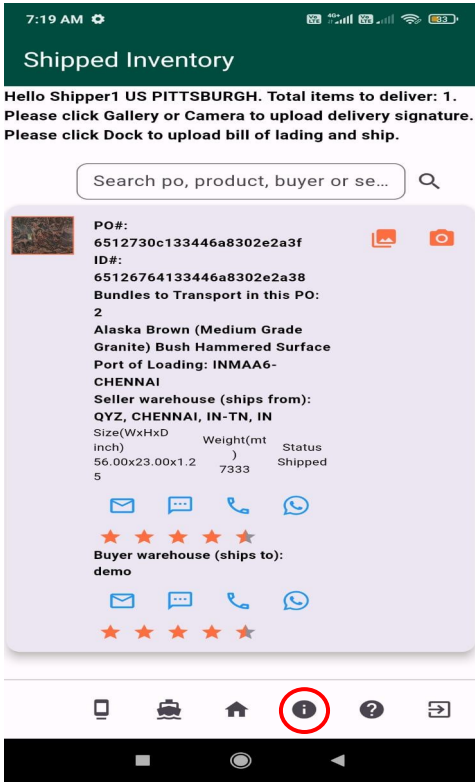 7:19 AM
4G+
83
Shipped Inventory
Hello Shipper1 US PITTSBURGH. Total items to deliver: 1.
Please click Gallery or Camera to upload delivery signature.
Please click Dock to upload bill of lading and ship.
Search po, product, buyer or se...
PO#:
6512730c133446a8302e2a3f
ID#:
65126764133446a8302e2a38
Bundles to Transport in this PO:
2
Alaska Brown (Medium Grade
Granite) Bush Hammered Surface
Port of Loading: INMAA6-
CHENNAI
Seller warehouse (ships from):
QYZ, CHENNAI, IN-TN, IN
Size(WxHxD
inch)
56.00x23.00x1.2
5
Weight(mt
)
7333
Status
Shipped
Buyer warehouse (ships to):
demo